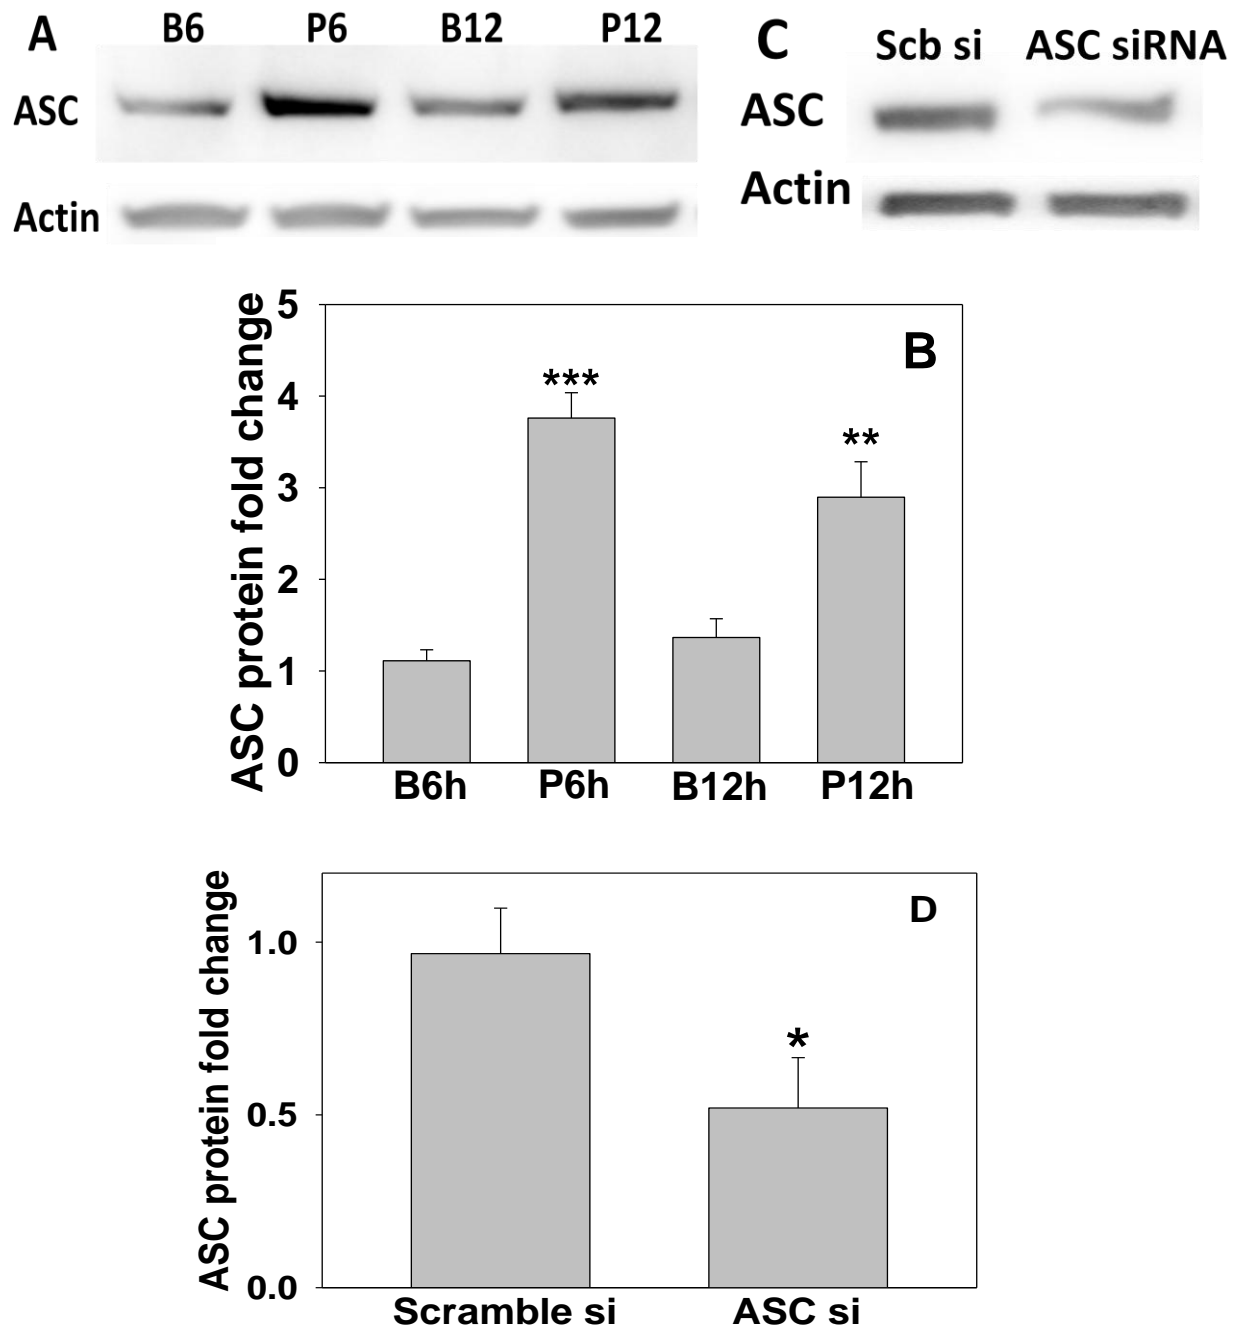 A
B6 P6 B12 P12
ASC
Actin
C
Scb si ASC siRNA
ASC
Actin
B
ASC protein fold change
5
4
3
2
1
0
***
**
B6h P6h B12h P12h
D
ASC protein fold change
1.0
0.5
0.0
*
Scramble si ASC si